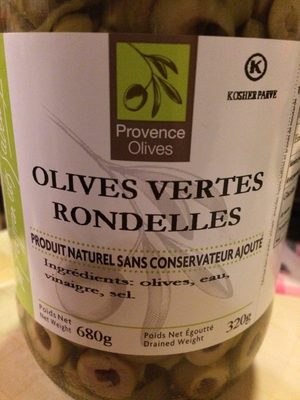 Provence
Olives
K
KOSHER PARVE
OLIVES VERTES
RONDELLES
PRODUIT NATUREL SANS CONSERVATEUR AJOUTÉ
Ingrédients: olives, eau,
vinaigre, sel.
Poids Net
Net Weight 680g
Poids Net Égoutté
Drained Weight 320g